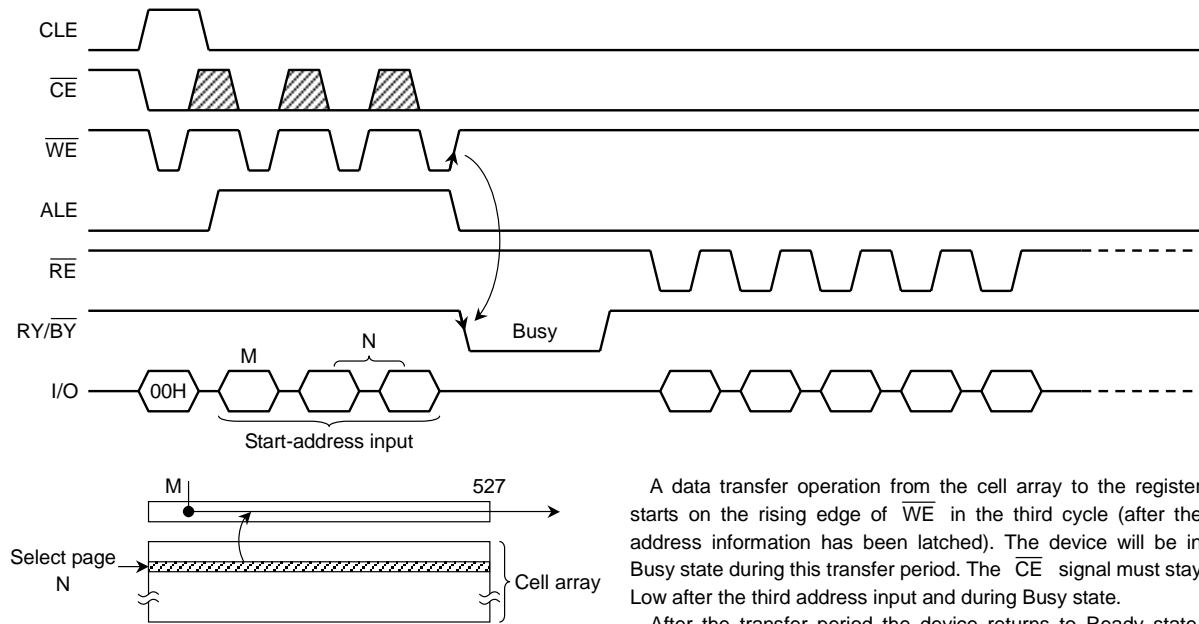 CLE
CE
WE
ALE
RE
RY/BY
Busy
M
N
I/O
00H
Start-address input
M
527
Select page
N
Cell array
A data transfer operation from the cell array to the register
starts on the rising edge of WE in the third cycle (after the
address information has been latched). The device will be in
Busy state during this transfer period. The CE signal must stay
Low after the third address input and during Busy state.
After the transfer period the device returns to Ready state.